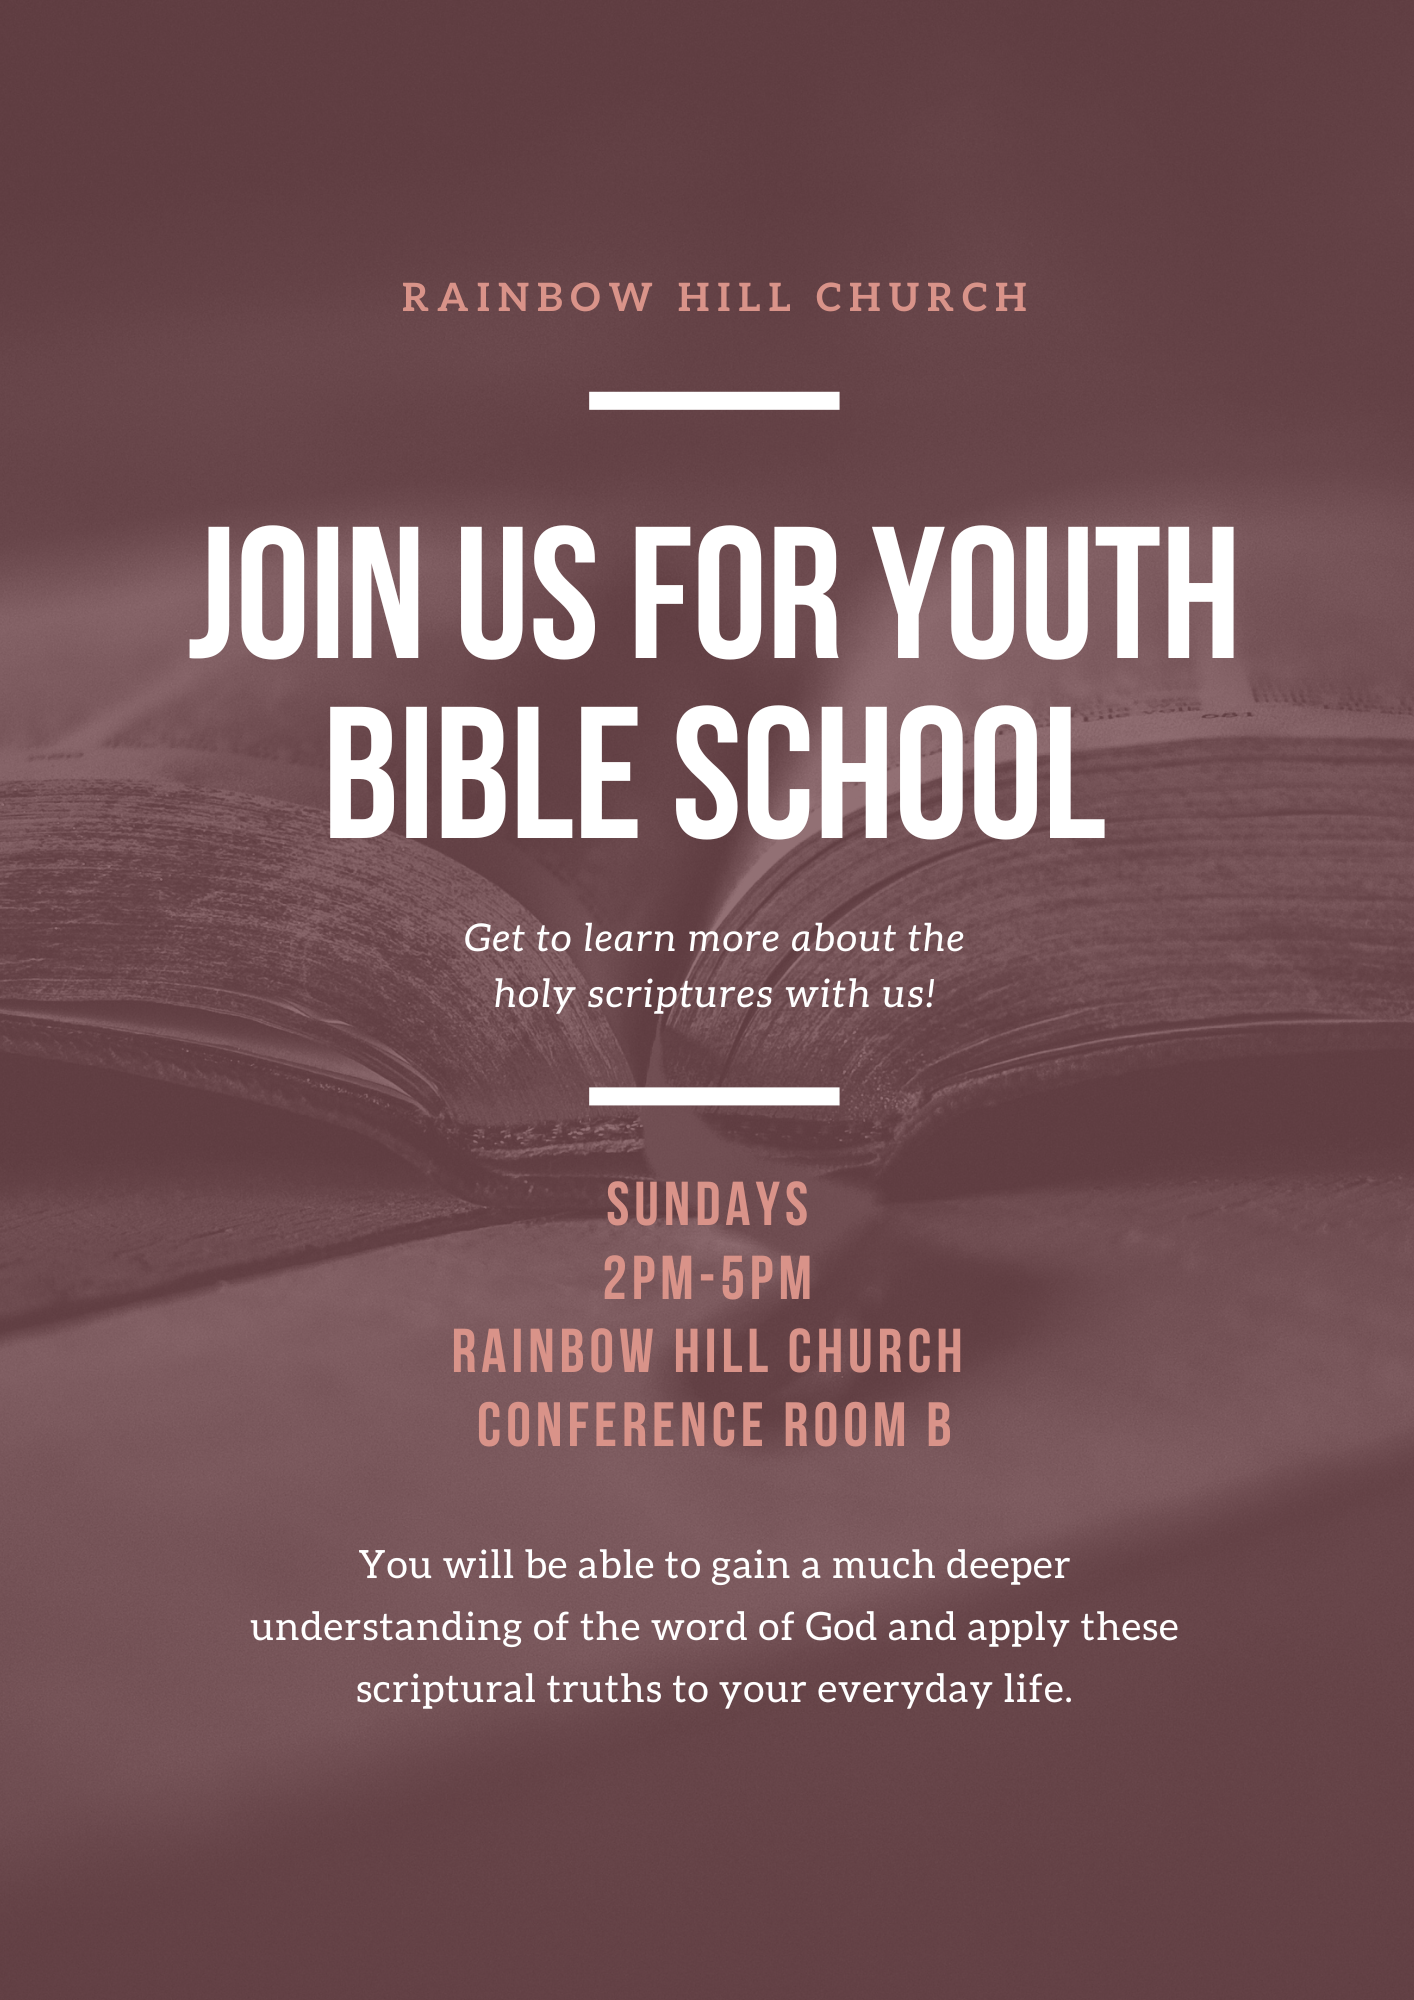 RAINBOW HILL CHURCH
JOIN US FOR YOUTH
BIBLE SCHOOL
Get to learn more about the
holy scriptures with us!
SUNDAYS
2PM-5PM
RAINBOW HILL CHURCH
CONFERENCE ROOM B
You will be able to gain a much deeper
understanding of the word of God and apply these
scriptural truths to your everyday life.